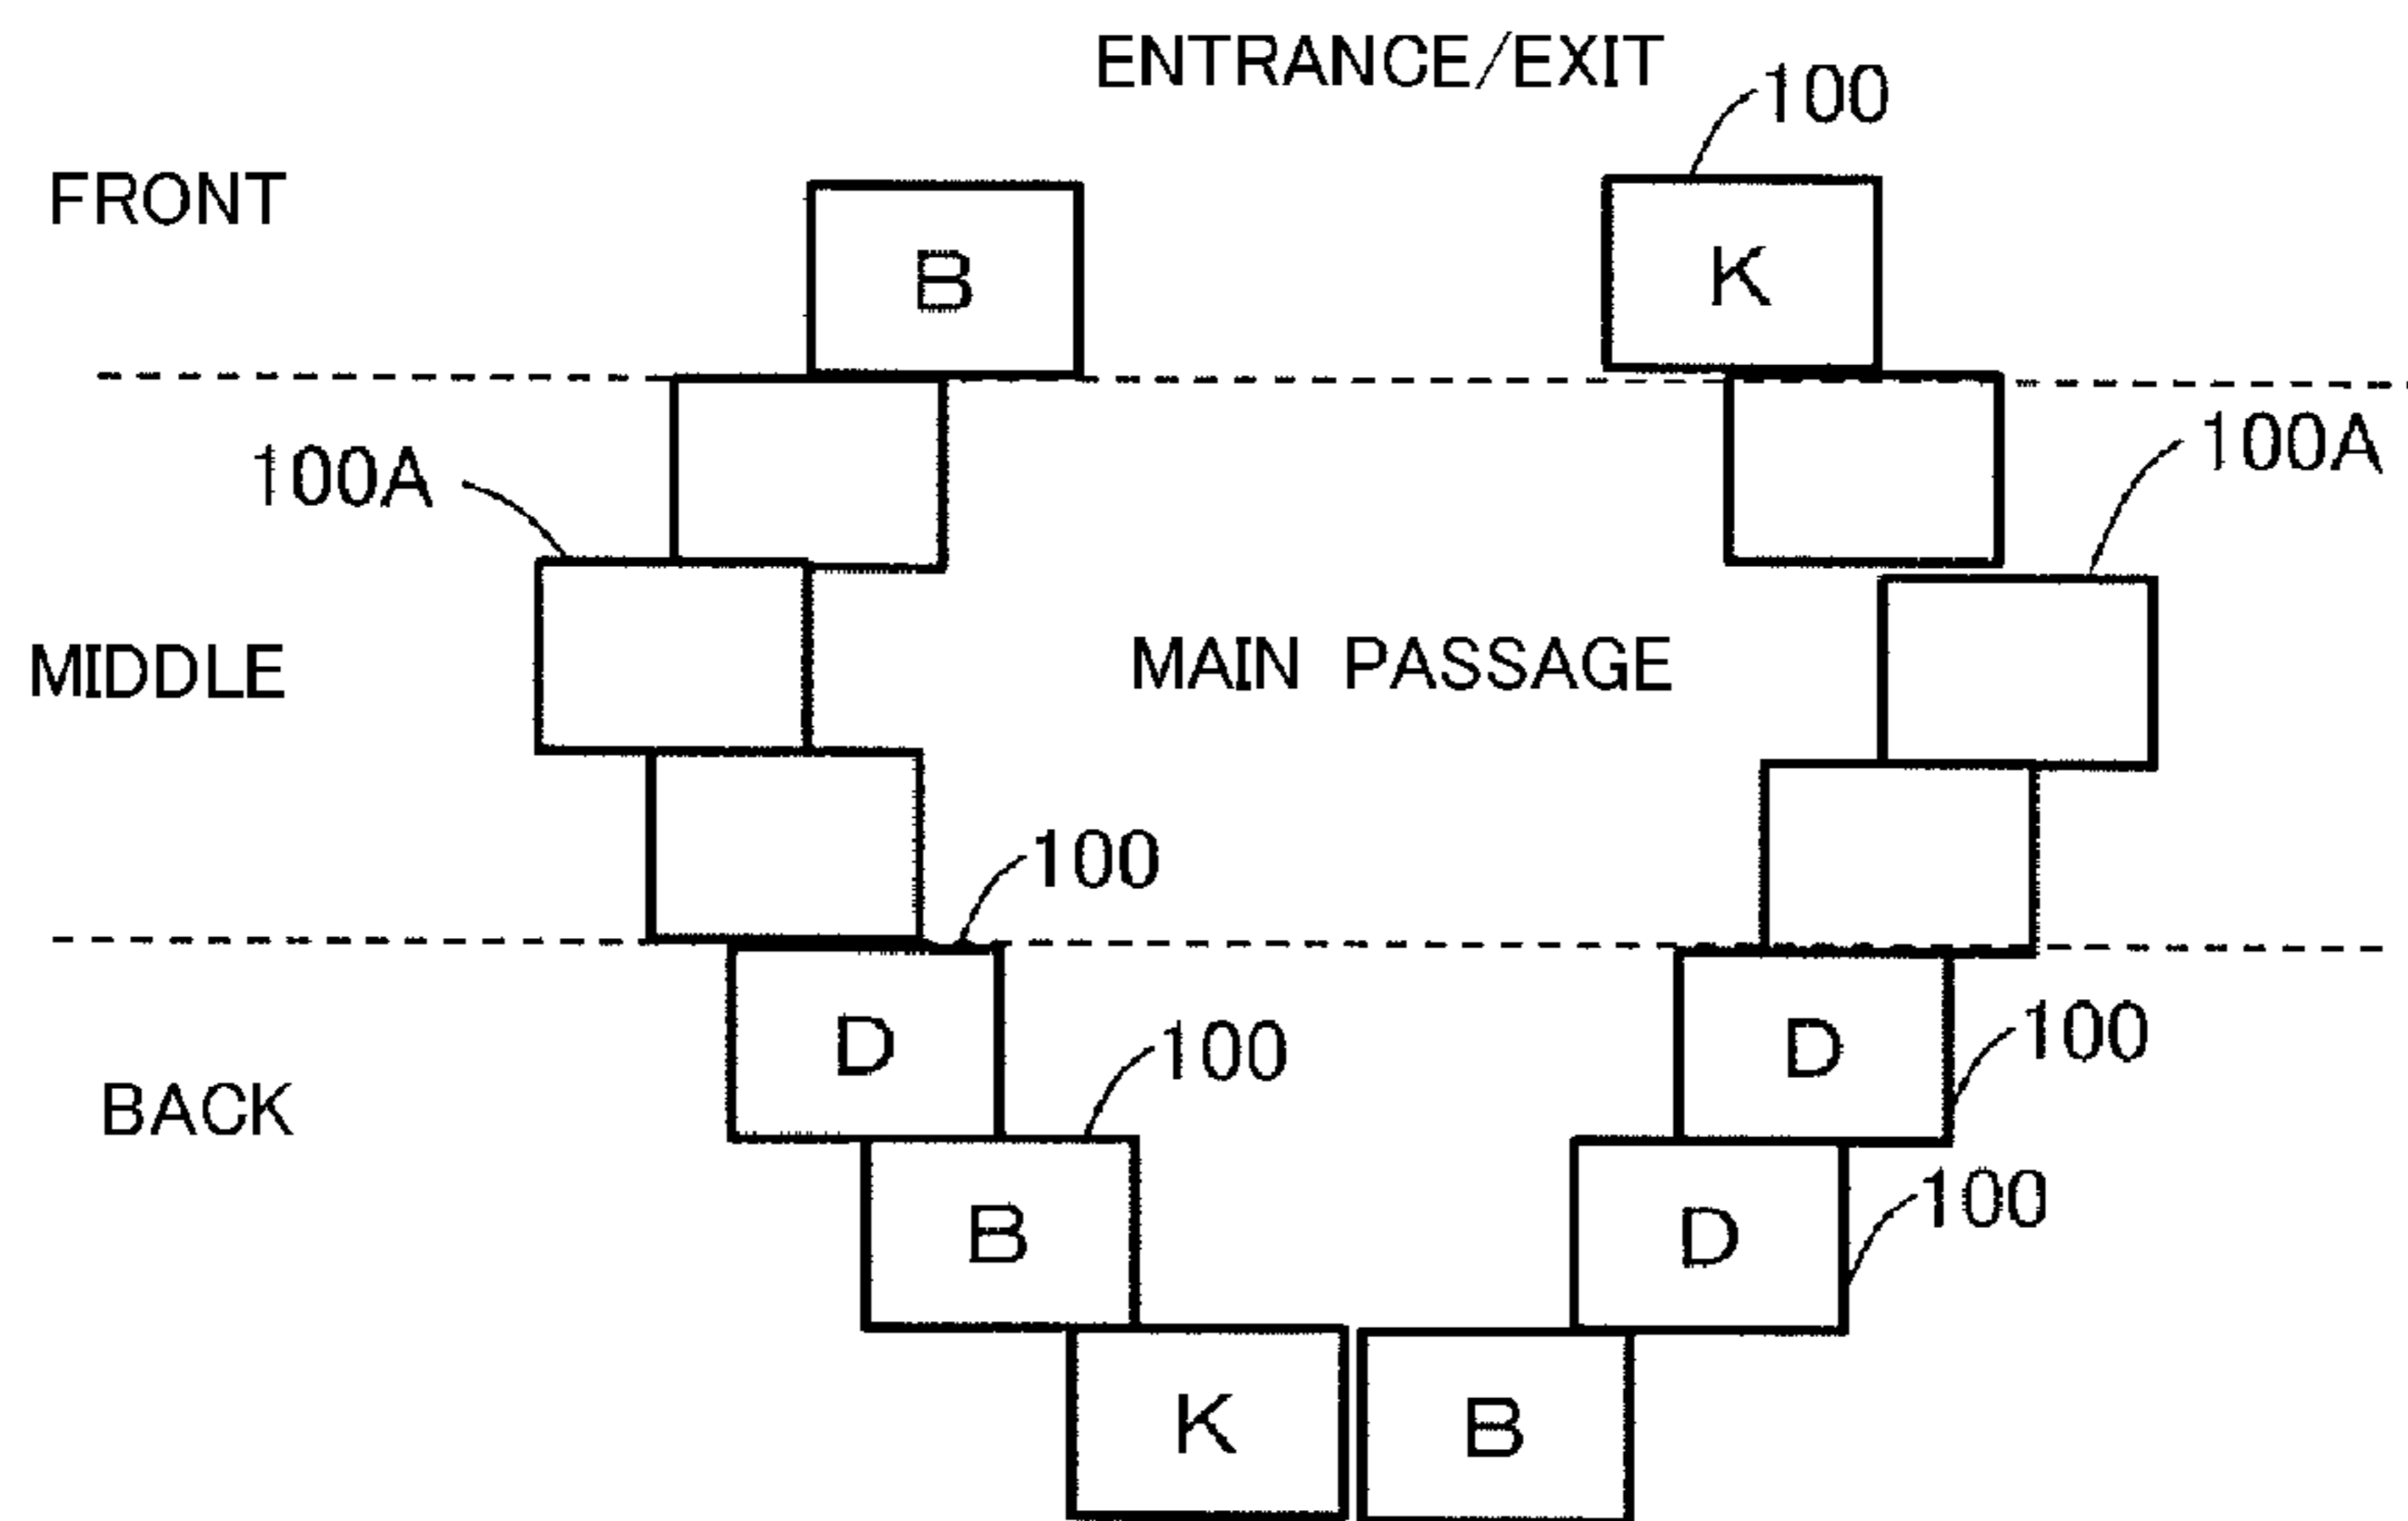 ENTRANCE/EXIT
100
FRONT
B
K
100A
100A
MIDDLE
MAIN PASSAGE
100
D
D
100
BACK
100
B
D
100
K
B